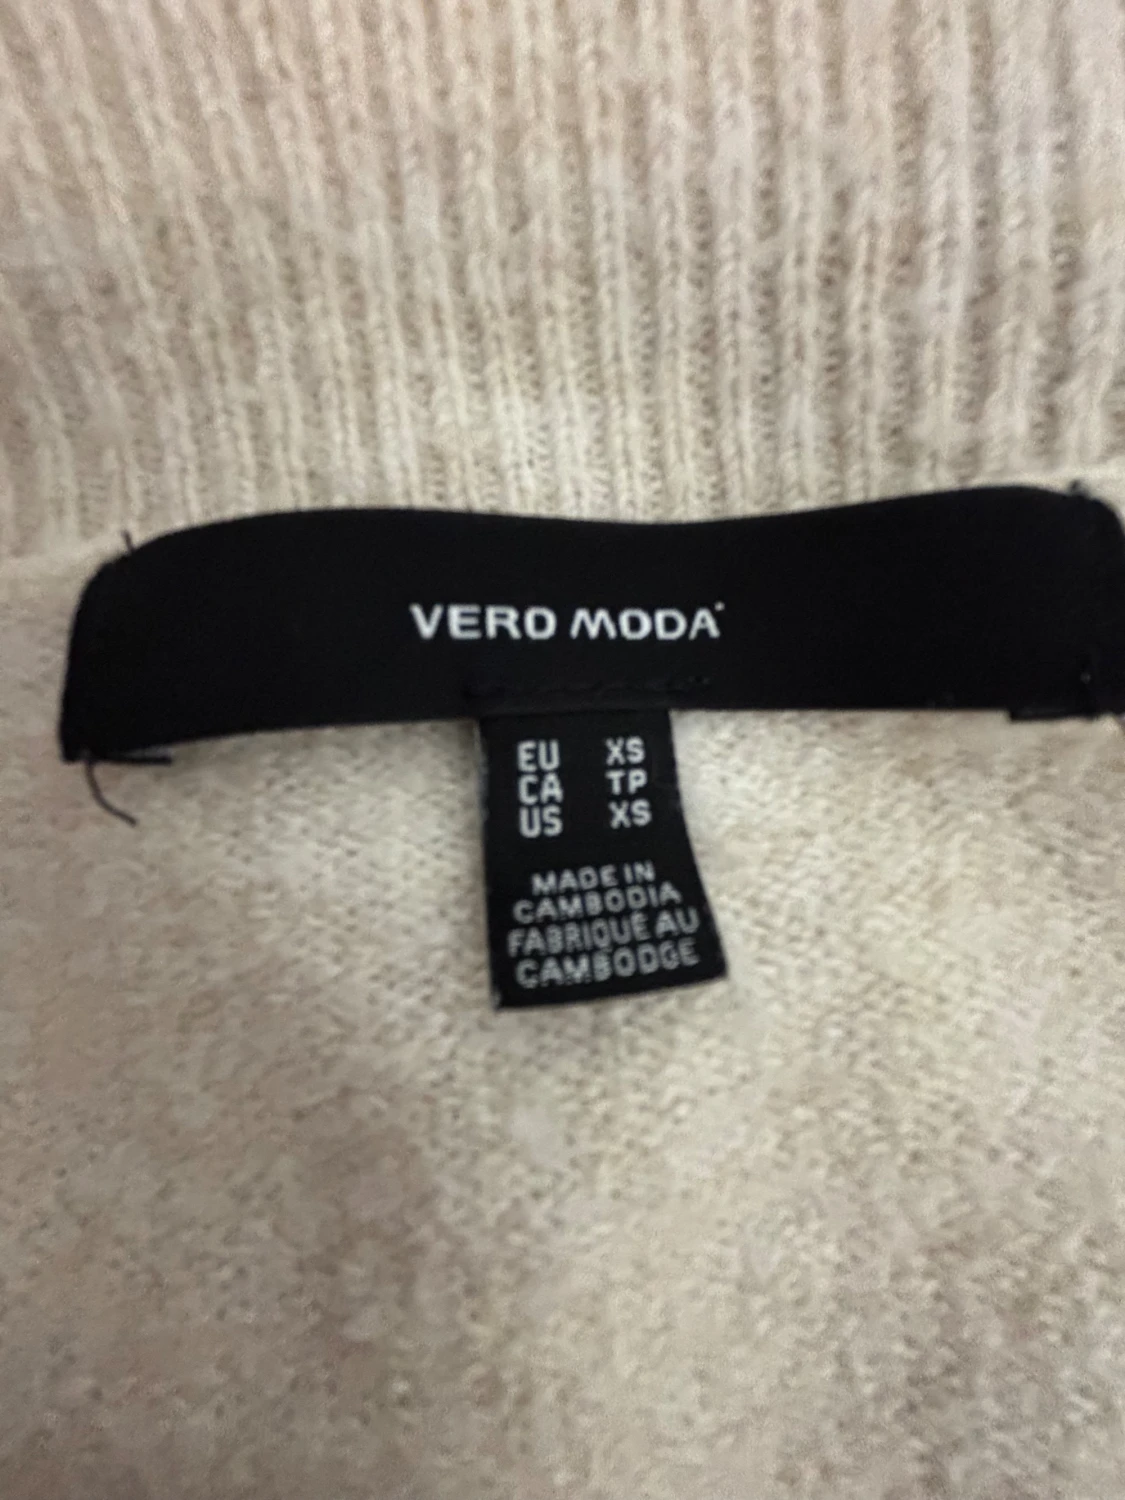 VERO MODA
EU XS
CA TP
US XS
MADE IN
CAMBODIA
FABRIQUÉ AU
CAMBODGE